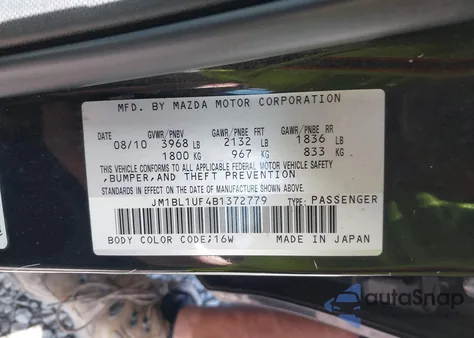 MFD. BY MAZDA MOTOR CORPORATION
DATE GVWR/PNBV GAWR/PNBE FRT GAWR/PNBE RR
08/10 3968 LB 2132 LB 1836 LB
1800 KG 967 KG 833 KG
THIS VEHICLE CONFORMS TO ALL APPLICABLE FEDERAL MOTOR VEHICLE SAFETY,
,BUMPER,AND THEFT PREVENTION
STANDARDS IN EFFECT ON THE DATE OF MANUFACTURE SHOWN ABOVE.
JM1BL1UF4B1372779 TYPE: PASSENGER
BODY COLOR CODE;16W MADE IN JAPAN
autoSnap